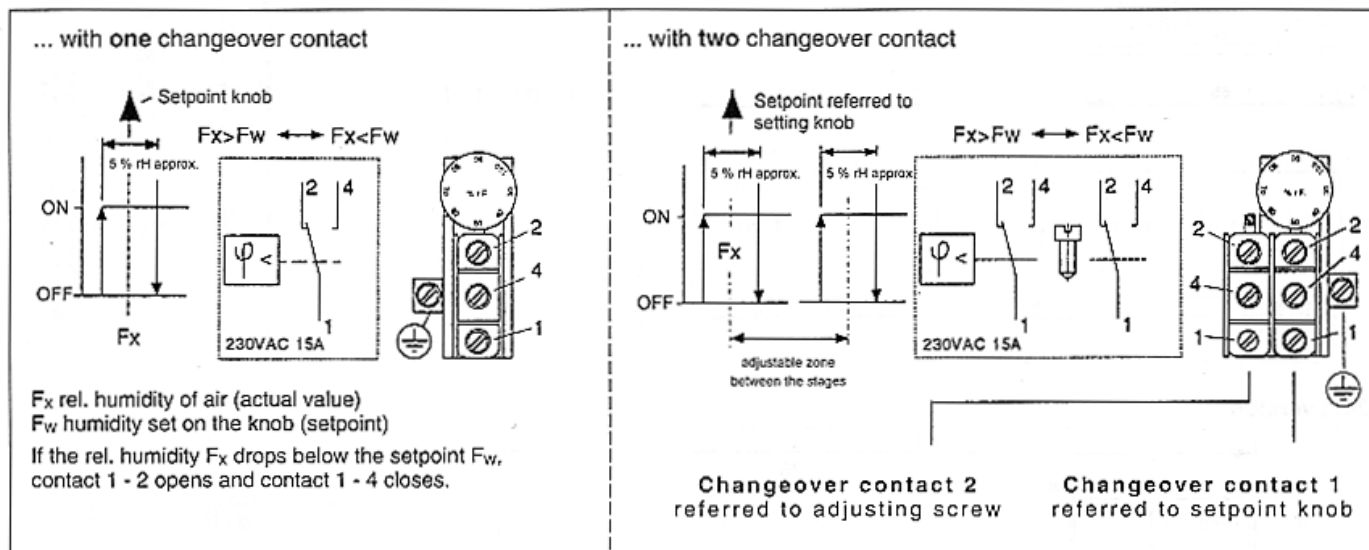 ... with one changeover contact
Setpoint knob
Fx>Fw Fx<Fw
5 % rH approx.
ON
OFF
Fx
2 4
φ <
1
230VAC 15A
% r.F.
2
4
1
Fx rel. humidity of air (actual value)
Fw humidity set on the knob (setpoint)
If the rel. humidity Fx drops below the setpoint Fw,
contact 1 - 2 opens and contact 1 - 4 closes.
... with two changeover contact
Setpoint referred to
setting knob
Fx>Fw Fx<Fw
5 % rH approx. 5 % rH approx
ON
OFF
Fx
adjustable zone
between the stages
2 4 2 4
φ <
1 1
230VAC 15A
% r.F.
2 2
4 4
1 1
Changeover contact 2
referred to adjusting screw
Changeover contact 1
referred to setpoint knob